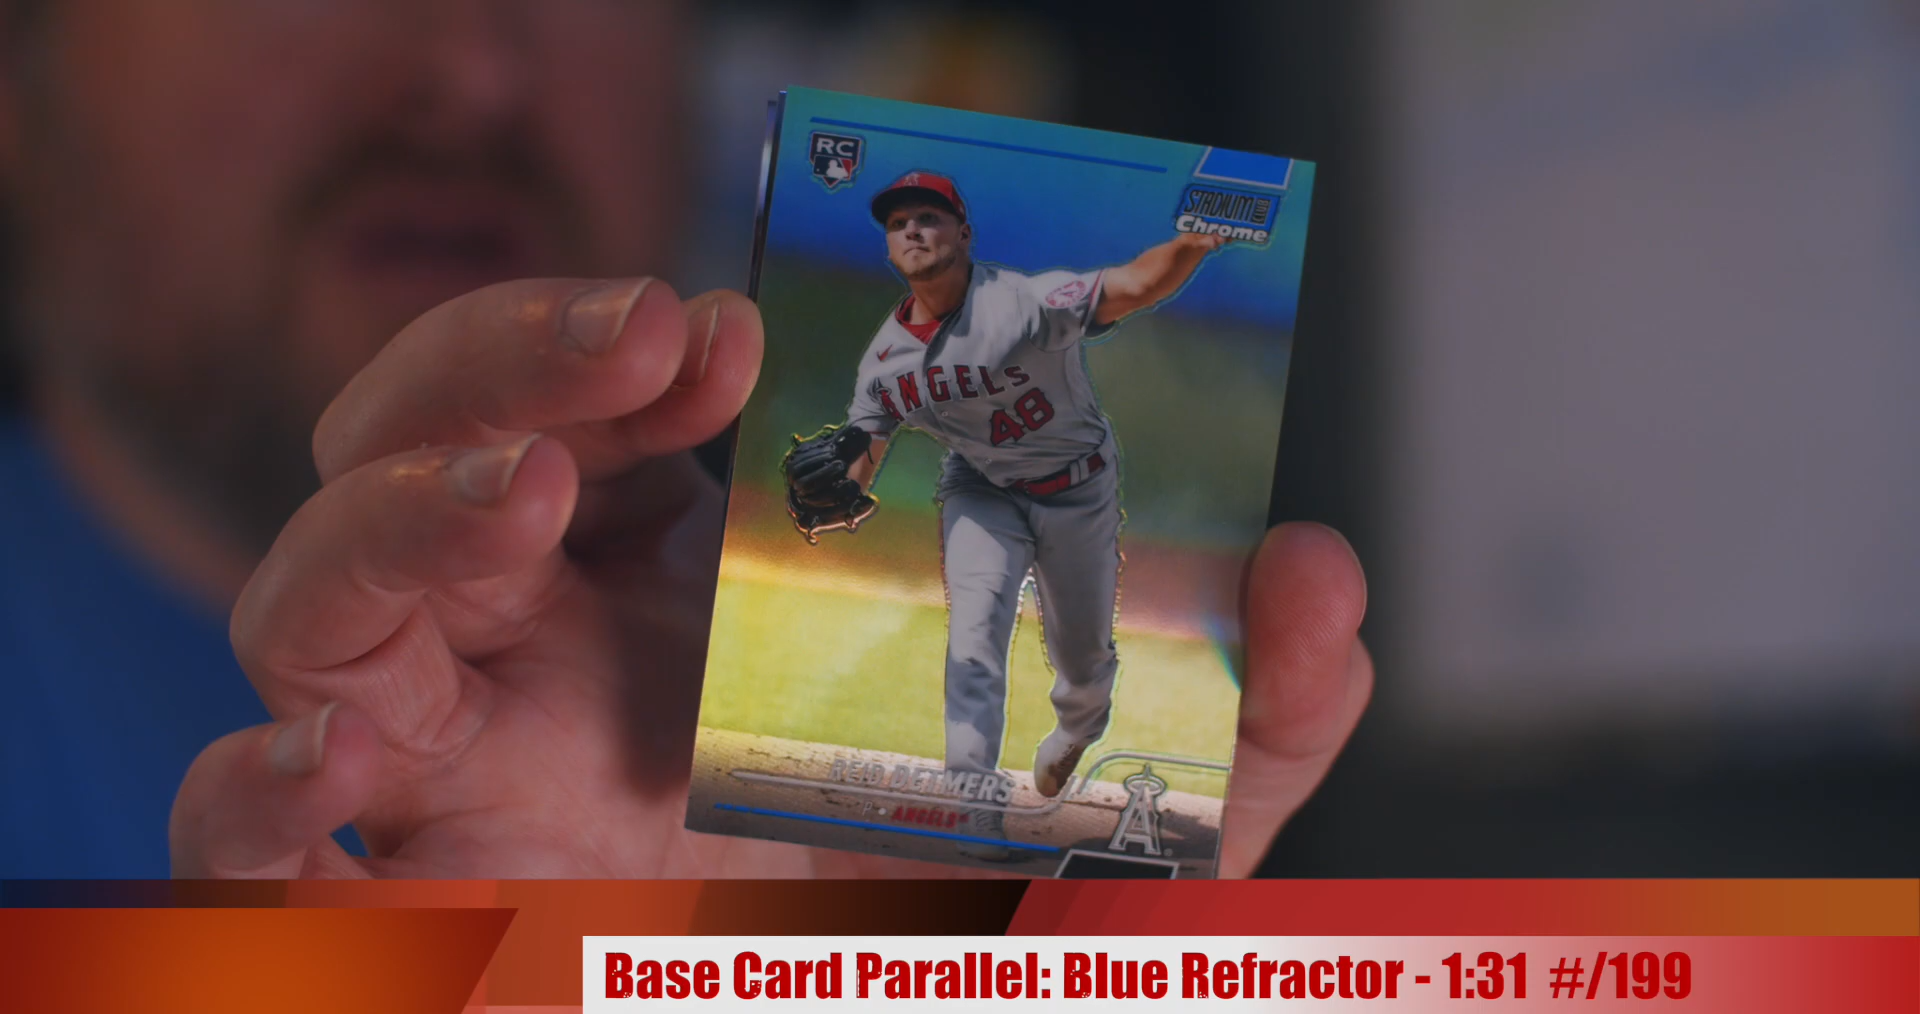 RC
STADIUM CLUB
Chrome
ANGELS
48
REID DETMERS
P • ANGELS
A
Base Card Parallel: Blue Refractor - 1:31 #/199